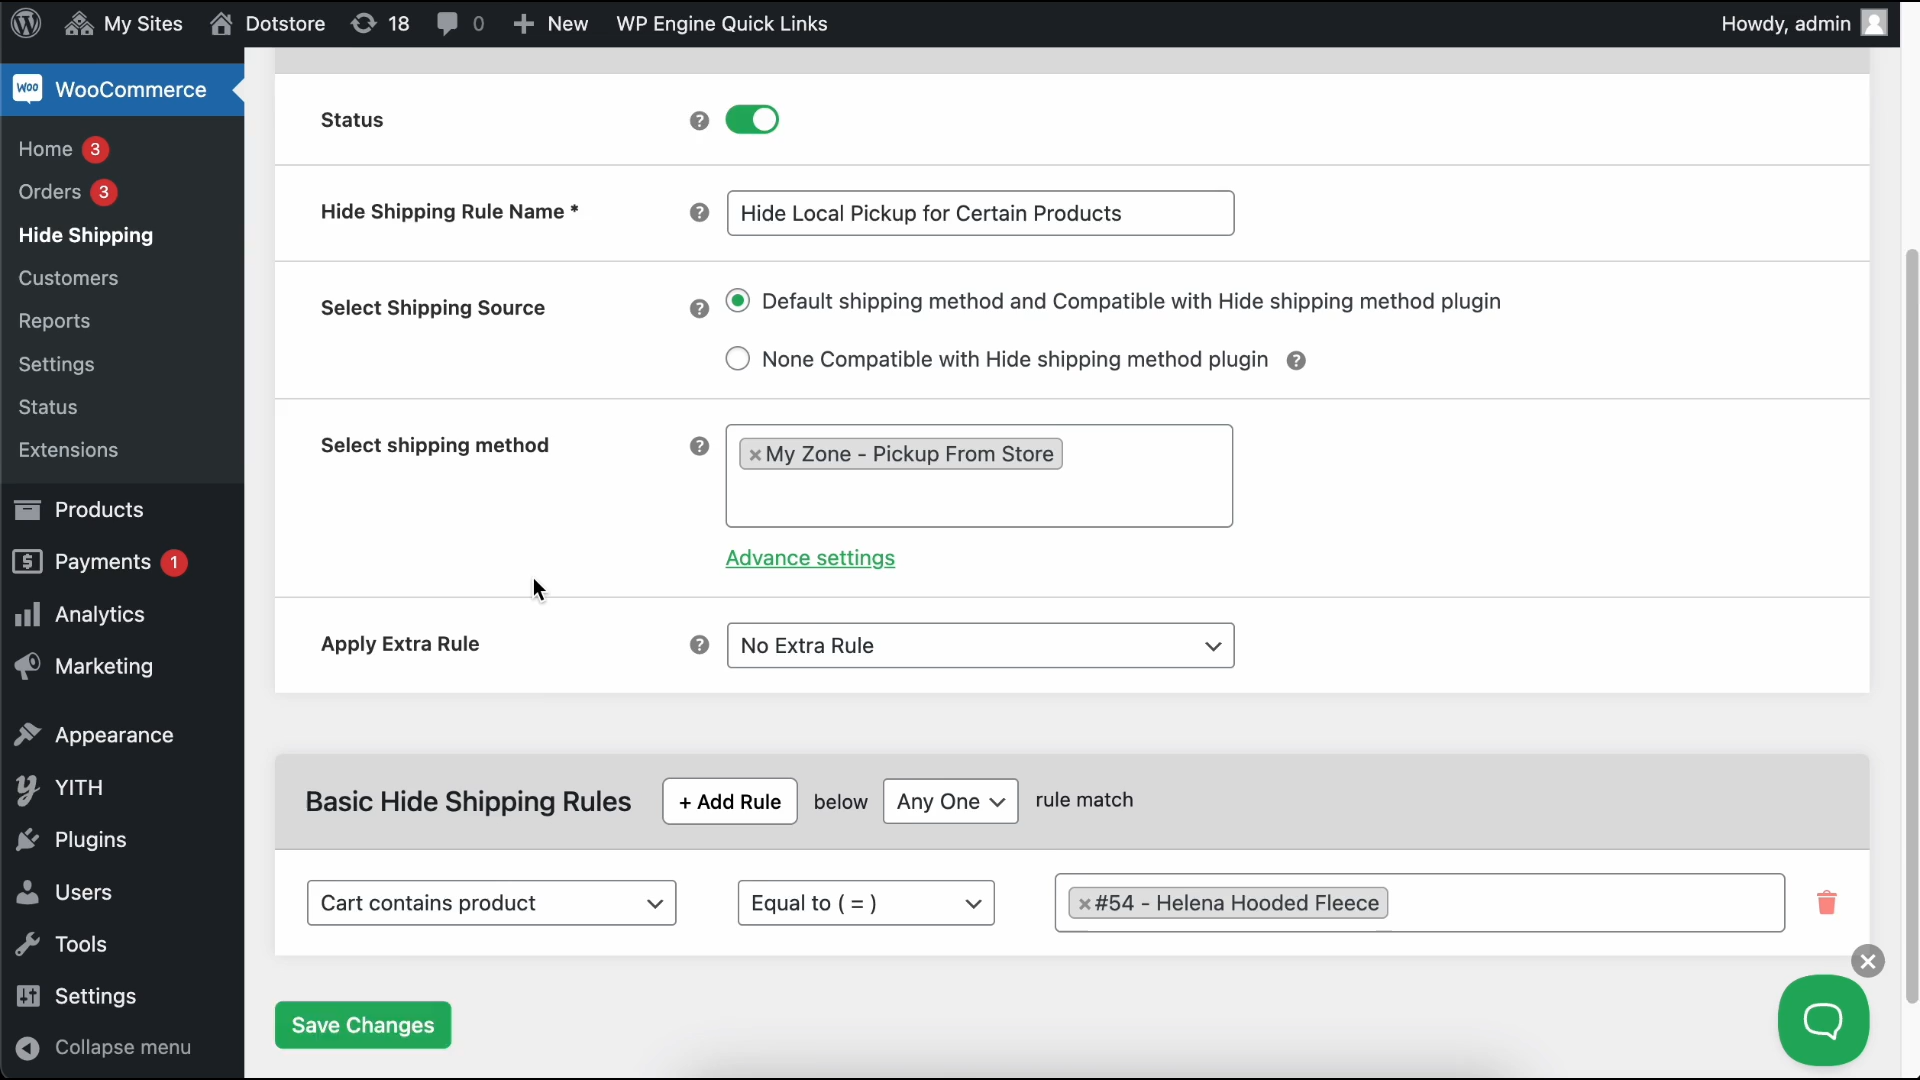 My Sites Dotstore 18 0 + New WP Engine Quick Links Howdy, admin
WOO WooCommerce
Home 3
Orders 3
Hide Shipping
Customers
Reports
Settings
Status
Extensions
Products
Payments 1
Analytics
Marketing
Appearance
YITH
Plugins
Users
Tools
Settings
Collapse menu
Status ?
Hide Shipping Rule Name * ? Hide Local Pickup for Certain Products
Select Shipping Source ? Default shipping method and Compatible with Hide shipping method plugin
None Compatible with Hide shipping method plugin ?
Select shipping method ? × My Zone - Pickup From Store
Advance settings
Apply Extra Rule ? No Extra Rule
Basic Hide Shipping Rules + Add Rule below Any One rule match
Cart contains product Equal to ( = ) × #54 - Helena Hooded Fleece
Save Changes